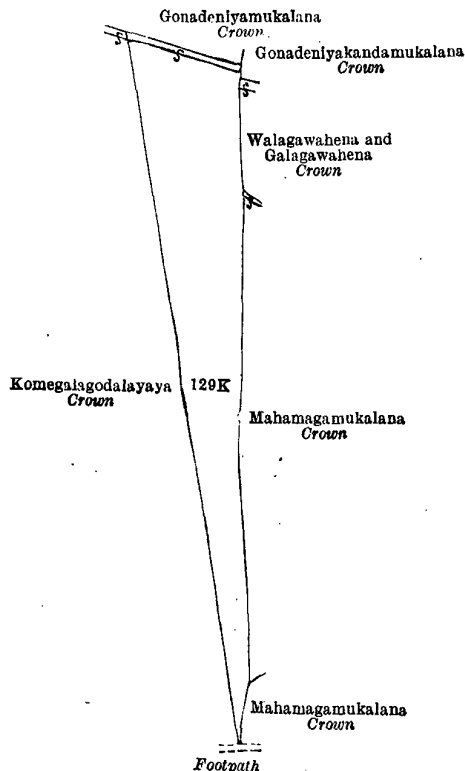 Gonadeniyamukalana
Crown
Gonadeniyakandamukalana
Crown
S
S
S
Walagawahena and
Galagawahena
Crown
S
Komegalagodalayaya
Crown
129K
Mahamagamukalana
Crown
Mahamagamukalana
Crown
Footpath